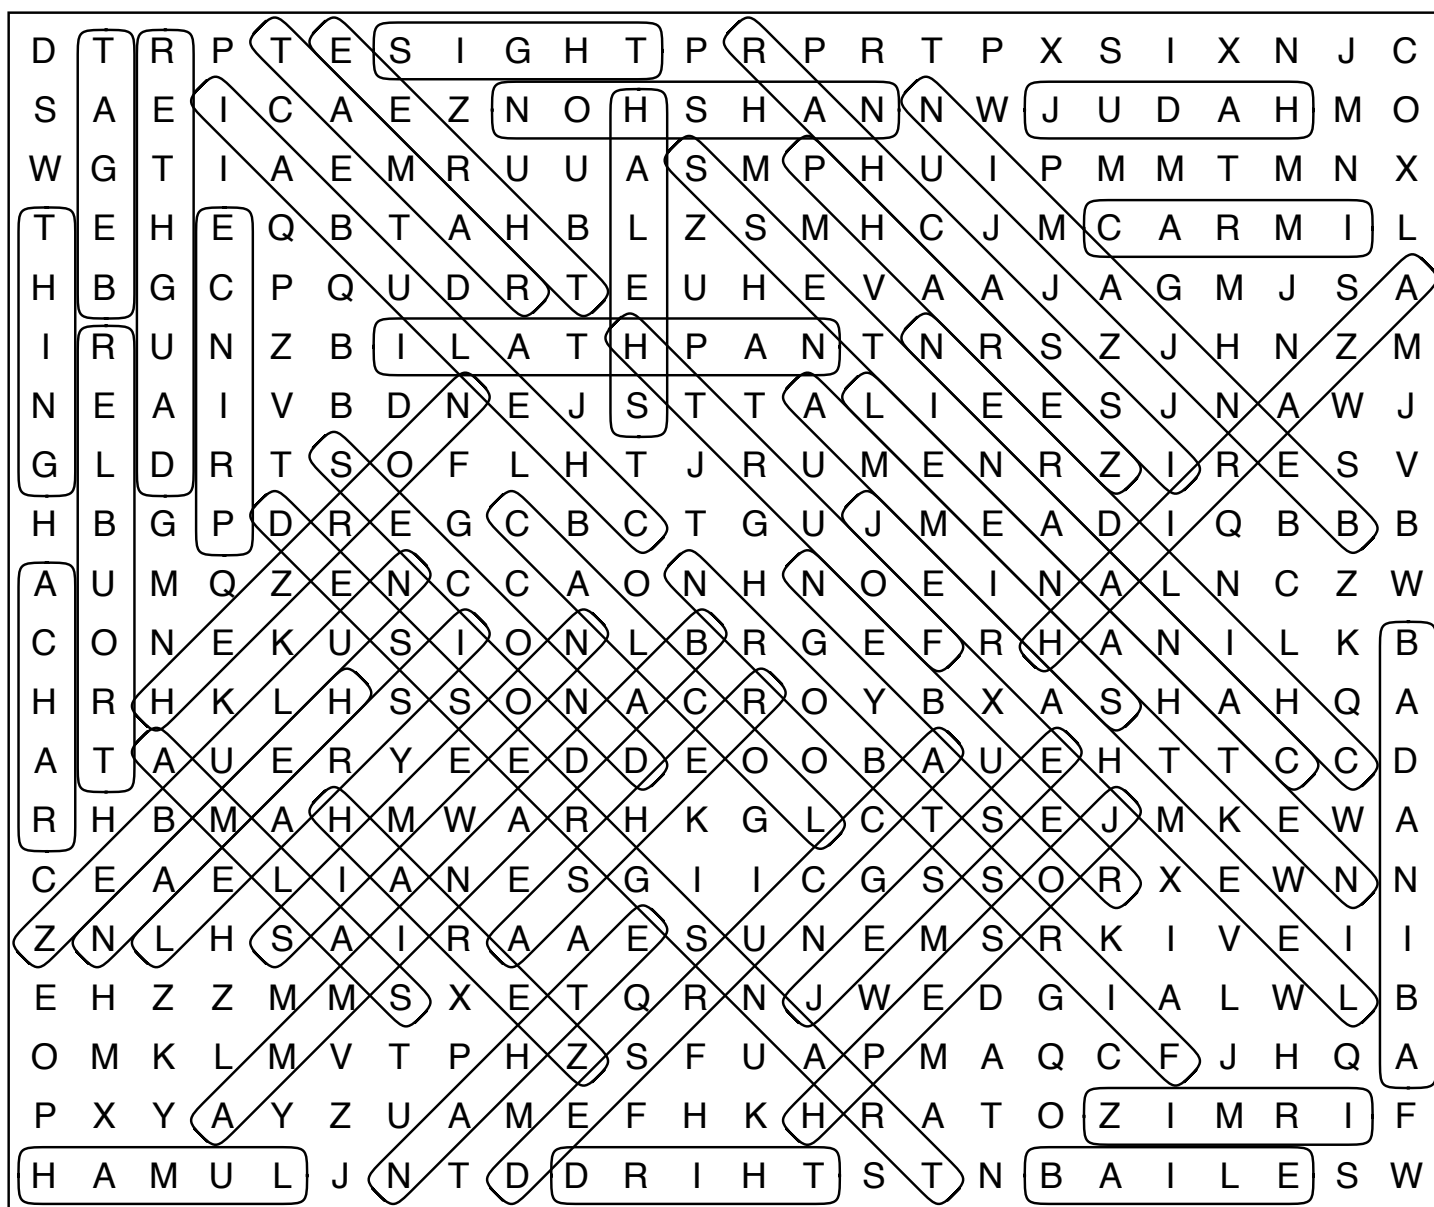 D T R P T E S I G H T P R P R T P X S I X N J C
S A E I C A E Z N O H S H A N N W J U D A H M O
W G T I A E M R U U A S M P H U I P M M T M N X
T E H E Q B T A H B L Z S M H C J M C A R M I L
H B G C P Q U D R T E U H E V A A J A G M J S A
I R U N Z B I L A T H P A N T N R S Z J H N Z M
N E A I V B D N E J S T T A L I E E S J N A W J
G L D R T S O F L H T J R U M E N R Z I R E S V
H B G P D R E G C B C T G U J M E A D I Q B B B
A U M Q Z E N C C A O N H N O E I N A L N C Z W
C O N E K U S I O N L B R G E F R H A N I L K B
H R H K L H S S O N A C R O Y B X A S H A H Q A
A T A U E R Y E E D D E O O B A U E H T T C C D
R H B M A H M W A R H K G L C T S E J M K E W A
C E A E L I A N E S G I I C G S S O R X E W N N
Z N L H S A I R A A E S U N E M S R K I V E I I
E H Z Z M M S X E T Q R N J W E D G I A L W L B
O M K L M V T P H Z S F U A P M A Q C F J H Q A
P X Y A Y Z U A M E F H K H R A T O Z I M R I F
H A M U L J N T D D R I H T S T N B A I L E S W